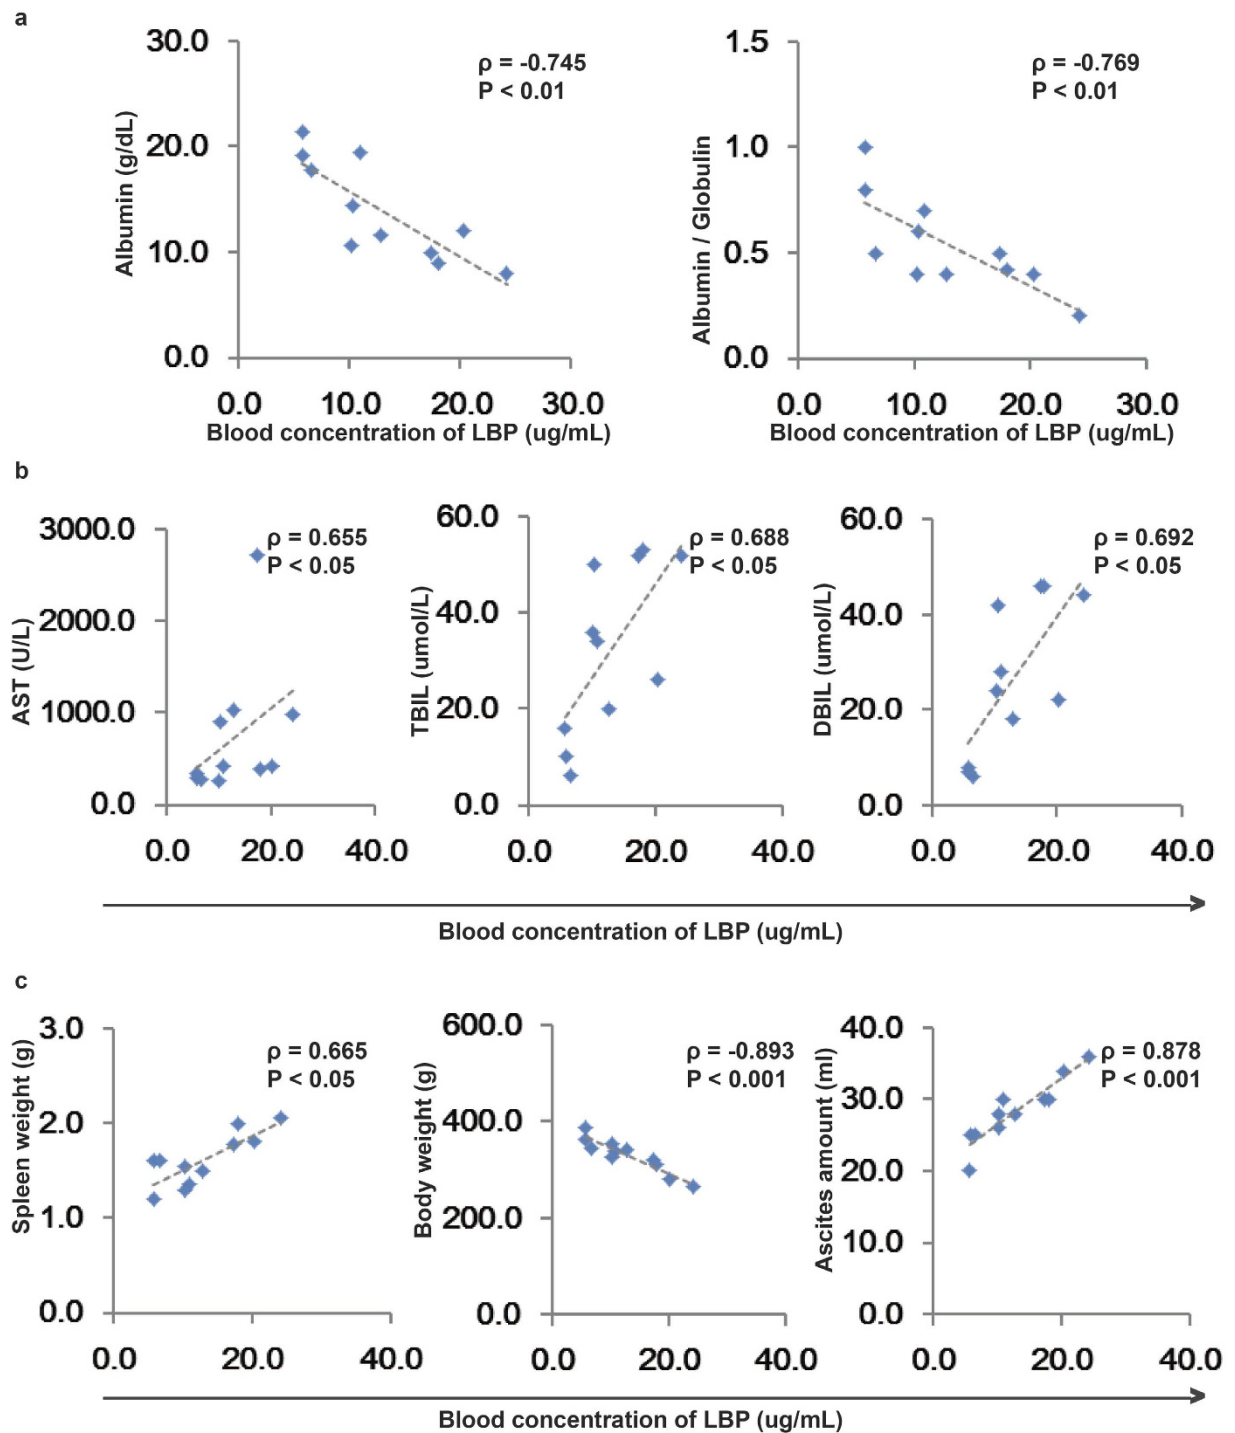 a
30.0
20.0
10.0
0.0
Albumin (g/dL)
ρ = -0.745
P < 0.01
0.0 10.0 20.0 30.0
Blood concentration of LBP (ug/mL)
1.5
1.0
0.5
0.0
Albumin / Globulin
ρ = -0.769
P < 0.01
0.0 10.0 20.0 30.0
Blood concentration of LBP (ug/mL)
b
3000.0
2000.0
1000.0
0.0
AST (U/L)
ρ = 0.655
P < 0.05
0.0 20.0 40.0
60.0
40.0
20.0
0.0
TBIL (umol/L)
ρ = 0.688
P < 0.05
0.0 20.0 40.0
60.0
40.0
20.0
0.0
DBIL (umol/L)
ρ = 0.692
P < 0.05
0.0 20.0 40.0
Blood concentration of LBP (ug/mL)
c
3.0
2.0
1.0
0.0
Spleen weight (g)
ρ = 0.665
P < 0.05
0.0 20.0 40.0
600.0
400.0
200.0
0.0
Body weight (g)
ρ = -0.893
P < 0.001
0.0 20.0 40.0
40.0
30.0
20.0
10.0
0.0
Ascites amount (ml)
ρ = 0.878
P < 0.001
0.0 20.0 40.0
Blood concentration of LBP (ug/mL)